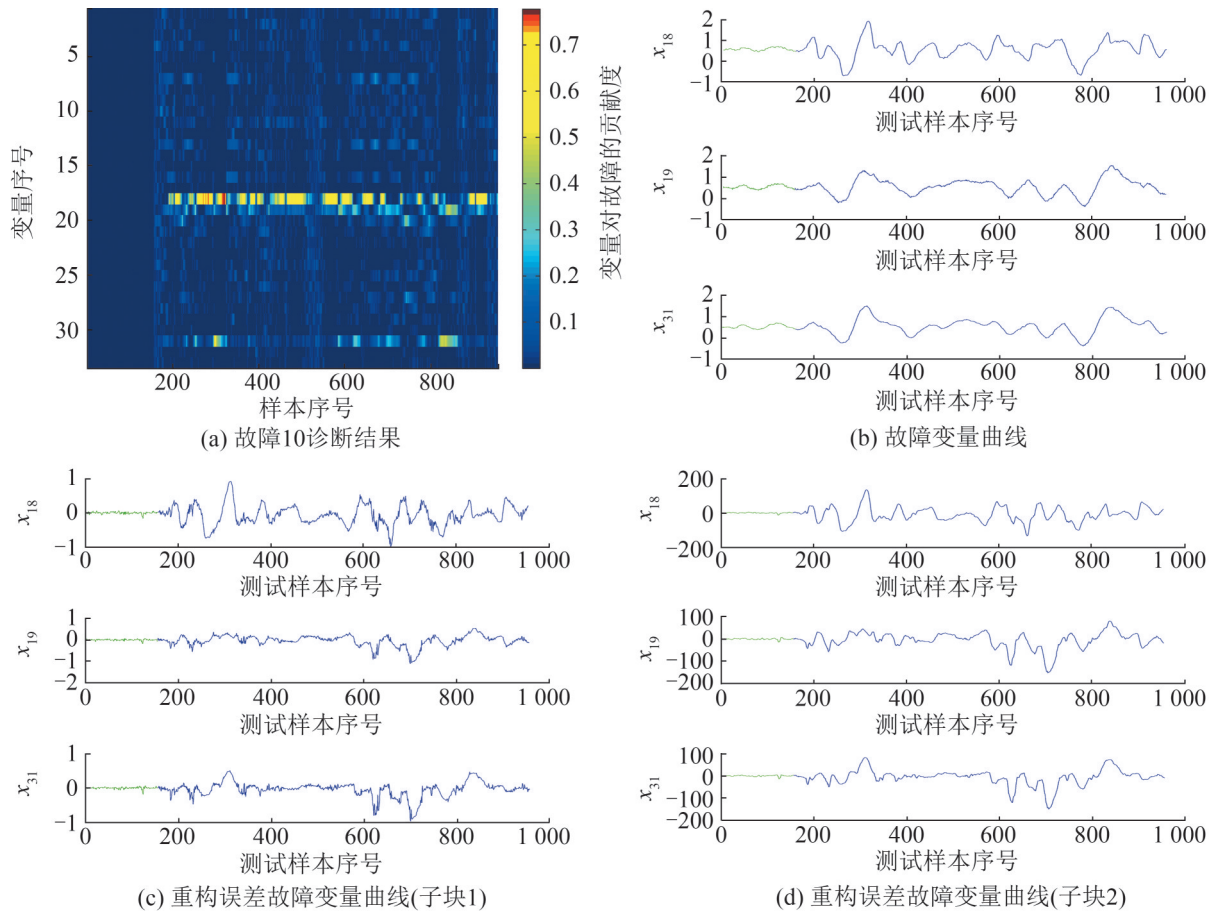 5
10
15
20
25
30
变量序号
200 400 600 800
样本序号
0.7
0.6
0.5
0.4
0.3
0.2
0.1
变量对故障的贡献度
(a) 故障10诊断结果
x18
2
1
0
−1
0 200 400 600 800 1 000
测试样本序号
x19
2
1
0
−1
0 200 400 600 800 1 000
测试样本序号
x31
2
1
0
−1
0 200 400 600 800 1 000
测试样本序号
(b) 故障变量曲线
x18
1
0
−1
0 200 400 600 800 1 000
测试样本序号
x19
1
0
−1
−2
0 200 400 600 800 1 000
测试样本序号
x31
1
0
−1
0 200 400 600 800 1 000
测试样本序号
(c) 重构误差故障变量曲线(子块1)
x18
200
0
−200
0 200 400 600 800 1 000
测试样本序号
x19
100
0
−100
−200
0 200 400 600 800 1 000
测试样本序号
x31
100
0
−100
−200
0 200 400 600 800 1 000
测试样本序号
(d) 重构误差故障变量曲线(子块2)